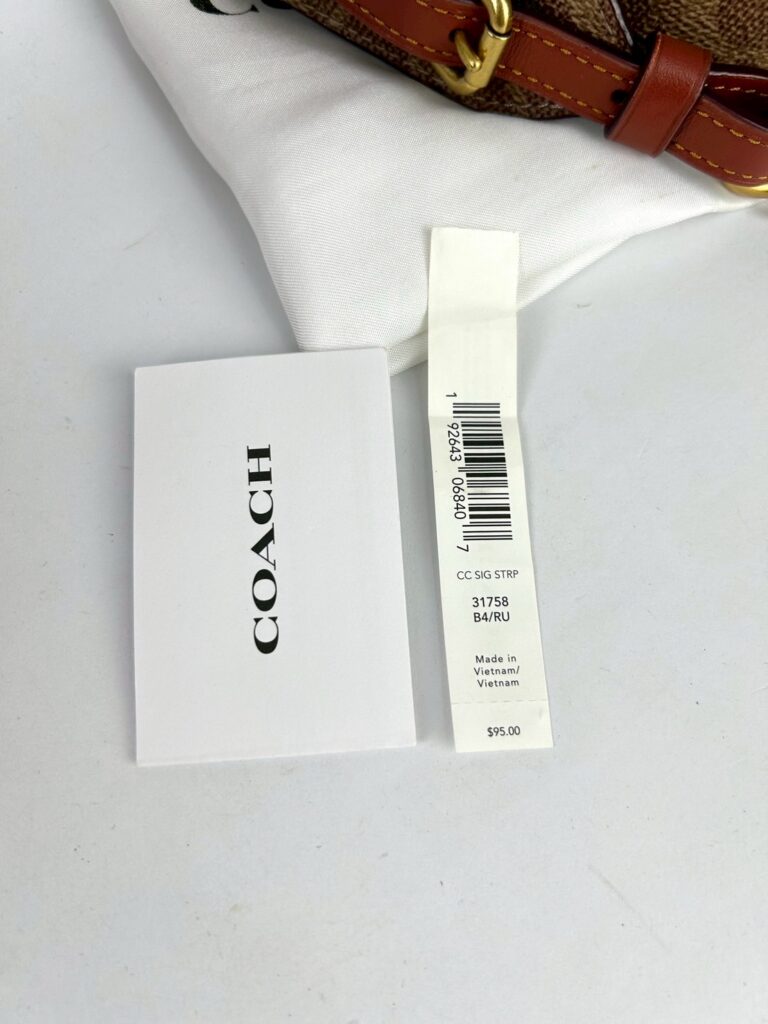 COACH
1 92643 06840 7
CC SIG STRP
31758
B4/RU
Made in
Vietnam/
Vietnam
$95.00